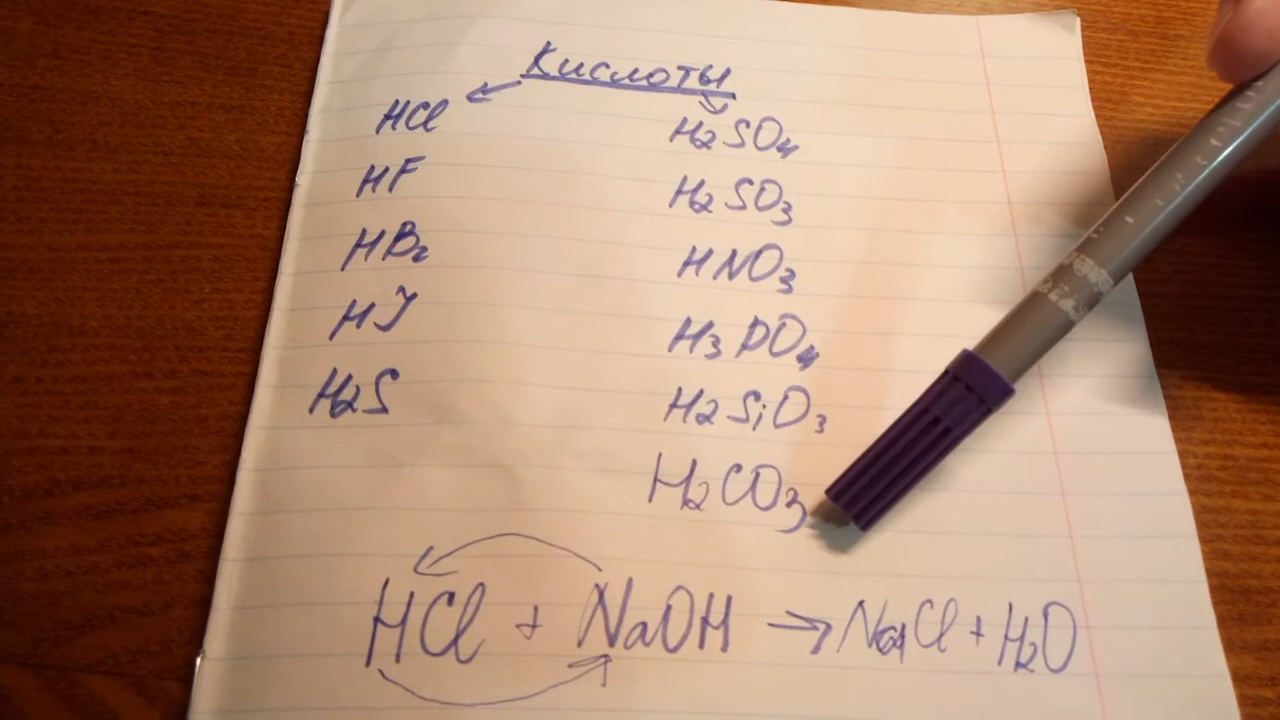 Кислоты
HCl
H2SO4
HF
H2SO3
HBr
HNO3
HJ
H3PO4
H2S
H2SiO3
H2CO3
HCl + NaOH → NaCl + H2O